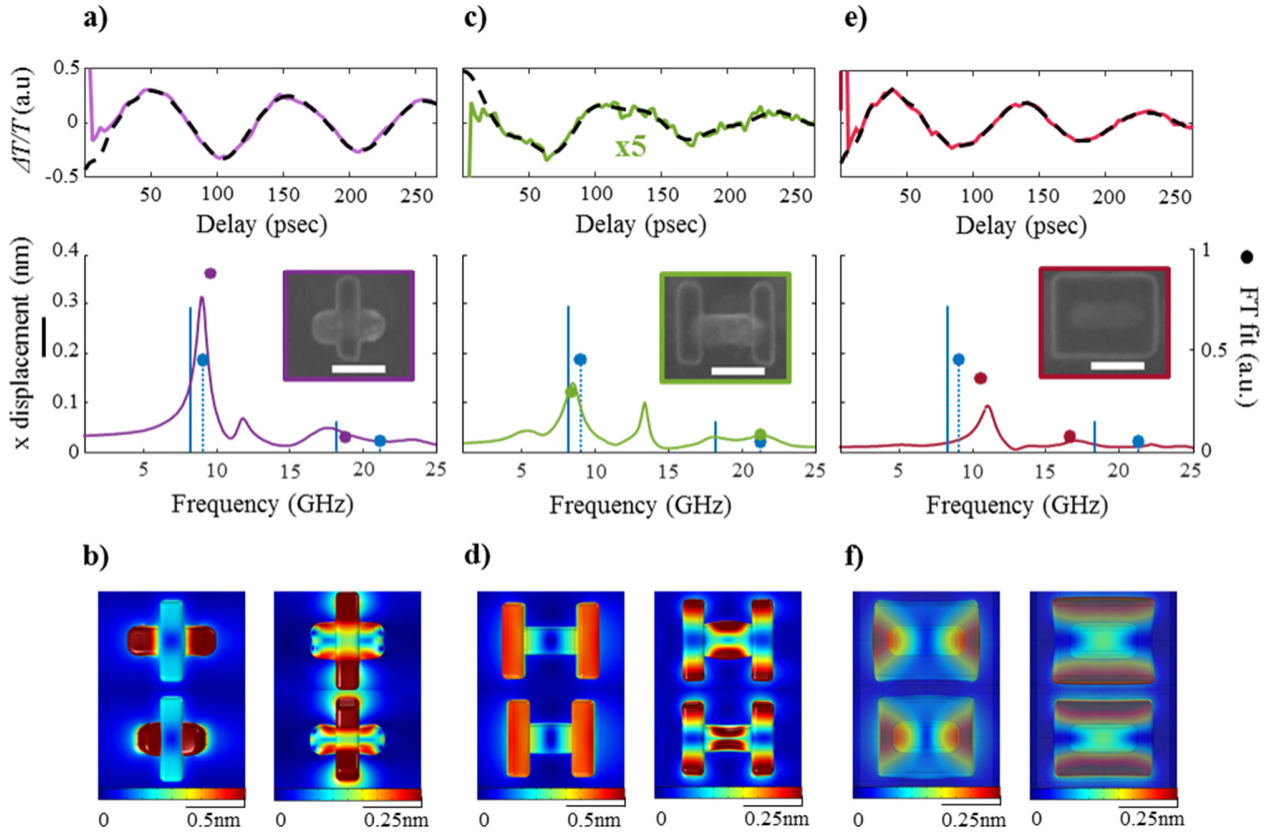 a) c) e)
0.5 0 -0.5
ΔT/T (a.u)
x5
50 100 150 200 250 50 100 150 200 250 50 100 150 200 250
Delay (psec) Delay (psec) Delay (psec)
0.4 0.3 0.2 0.1 0
x displacement (nm)
1 0.5 0
FT fit (a.u.)
5 10 15 20 25 5 10 15 20 25 5 10 15 20 25
Frequency (GHz) Frequency (GHz) Frequency (GHz)
b) d) f)
0 0.5nm 0 0.25nm 0 0.5nm 0 0.25nm 0 0.25nm 0 0.25nm